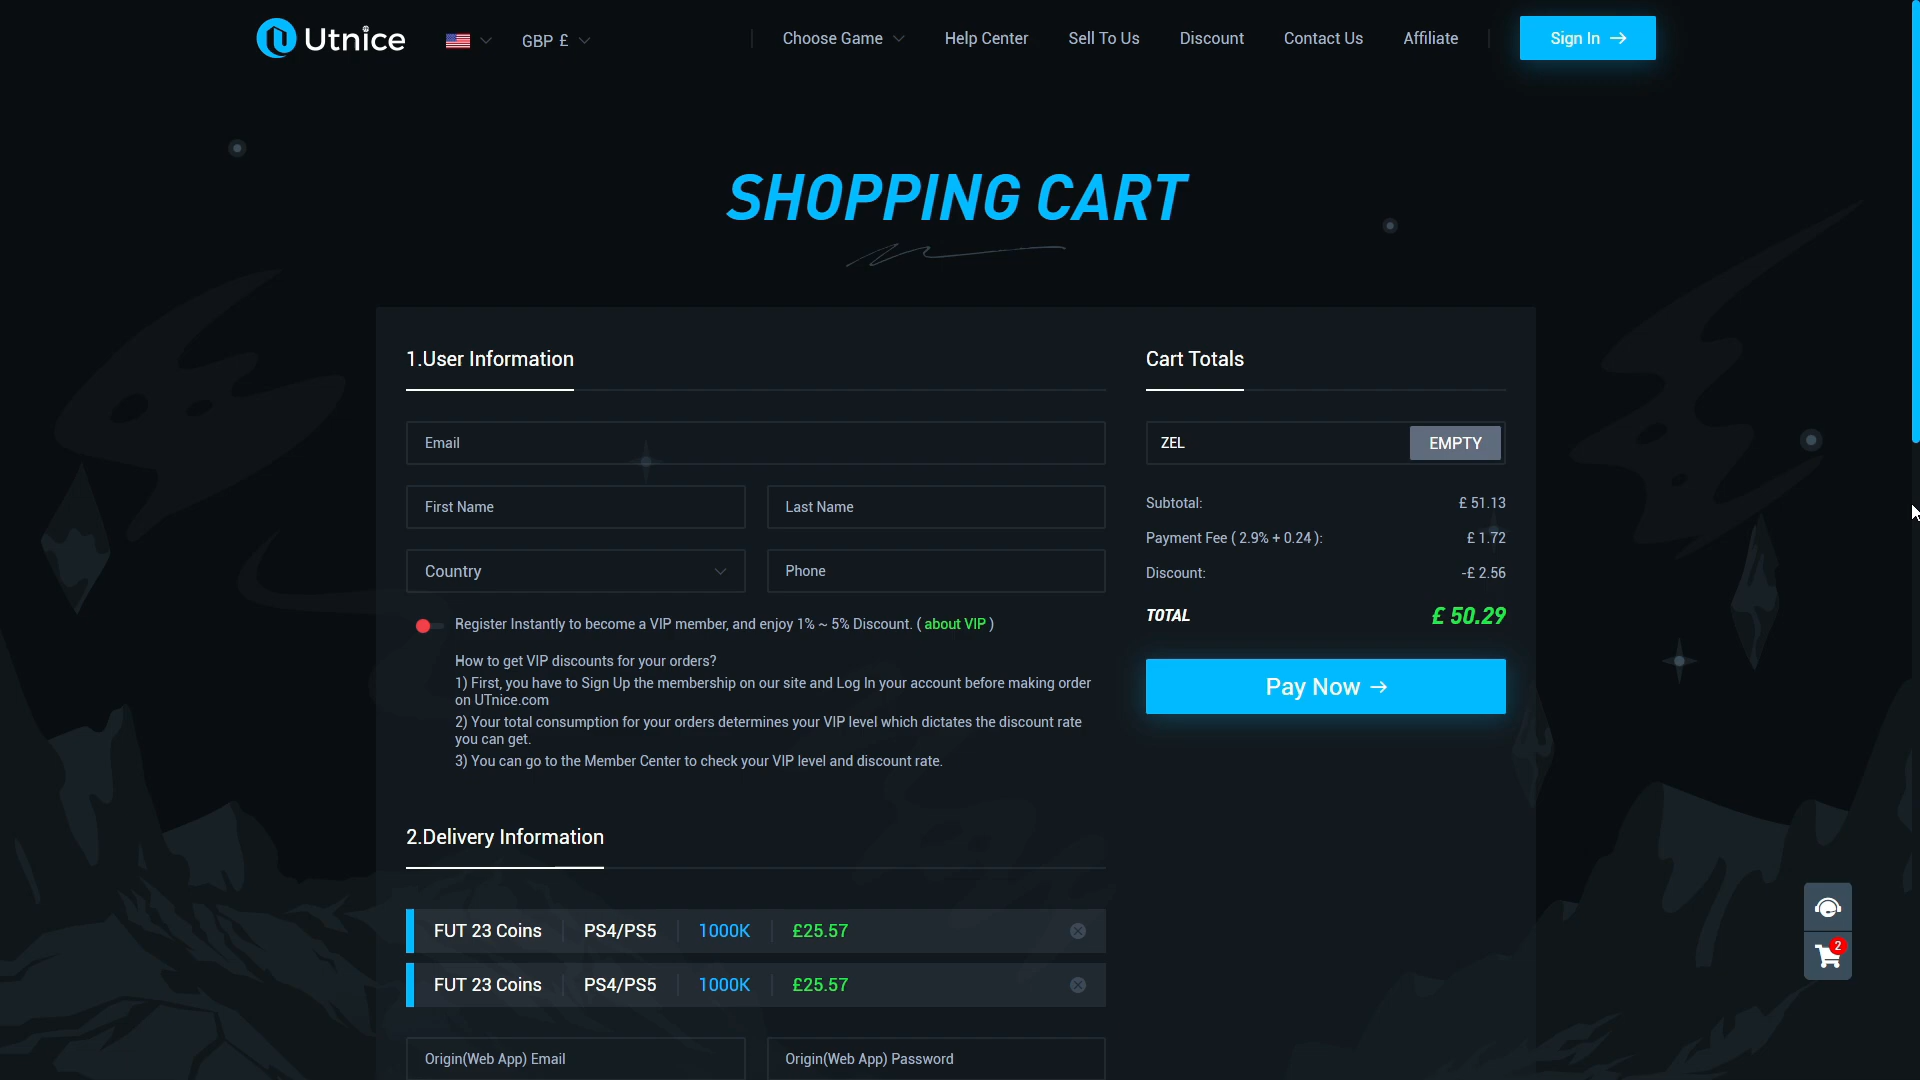 Utnice
GBP £
Choose Game
Help Center
Sell To Us
Discount
Contact Us
Affiliate
Sign In
SHOPPING CART
1.User Information
Email
First Name
Last Name
Country
Phone
Register Instantly to become a VIP member, and enjoy 1% ~ 5% Discount. ( about VIP )
How to get VIP discounts for your orders?
1) First, you have to Sign Up the membership on our site and Log In your account before making order
on UTnice.com
2) Your total consumption for your orders determines your VIP level which dictates the discount rate
you can get.
3) You can go to the Member Center to check your VIP level and discount rate.
Cart Totals
ZEL
EMPTY
Subtotal: £ 51.13
Payment Fee ( 2.9% + 0.24 ): £ 1.72
Discount: -£ 2.56
TOTAL £ 50.29
Pay Now
2.Delivery Information
FUT 23 Coins PS4/PS5 1000K £25.57
FUT 23 Coins PS4/PS5 1000K £25.57
Origin(Web App) Email
Origin(Web App) Password
2